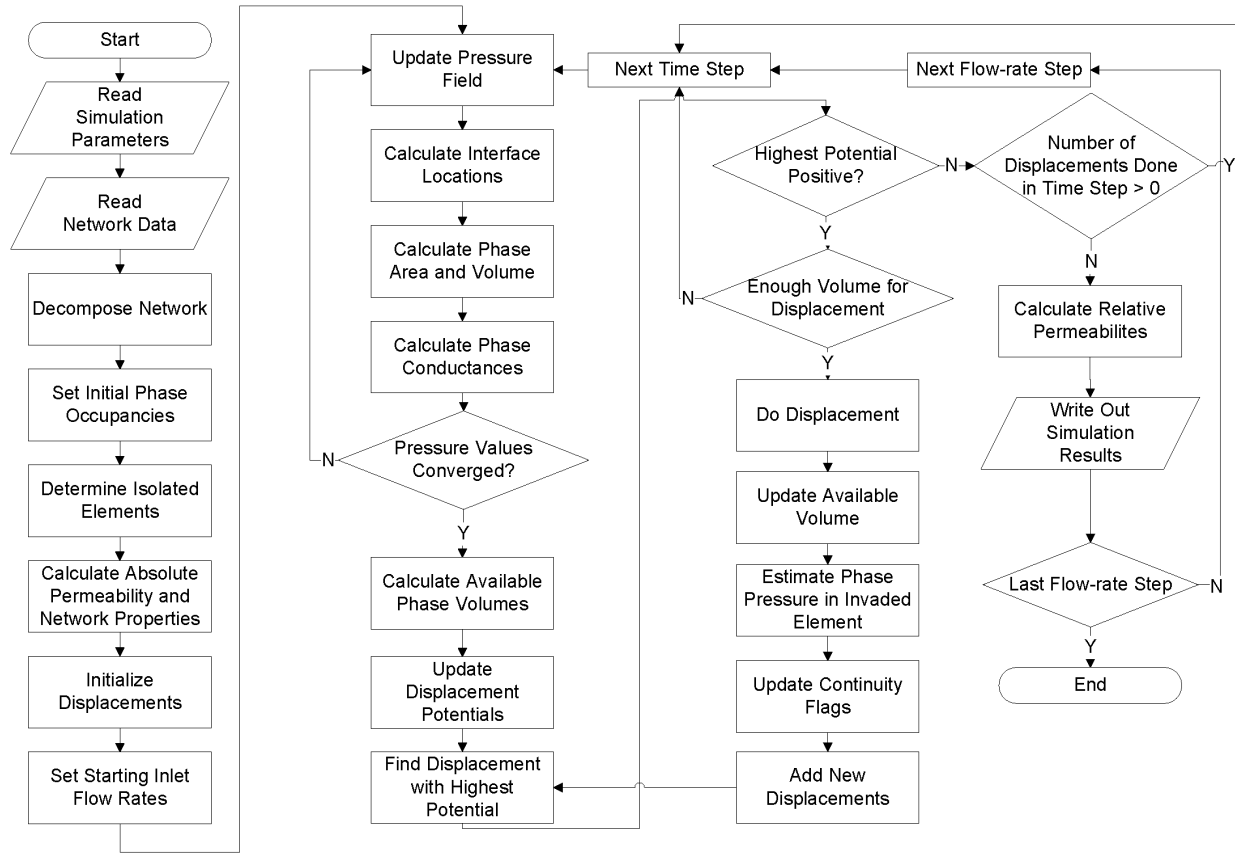 Start
Read
Simulation
Parameters
Read
Network Data
Decompose Network
Set Initial Phase
Occupancies
Determine Isolated
Elements
Calculate Absolute
Permeability and
Network Properties
Initialize
Displacements
Set Starting Inlet
Flow Rates
Update Pressure
Field
Calculate Interface
Locations
Calculate Phase
Area and Volume
Calculate Phase
Conductances
Pressure Values
Converged?
N
Y
Calculate Available
Phase Volumes
Update
Displacement
Potentials
Find Displacement
with Highest
Potential
Next Time Step
Highest Potential
Positive?
N
Y
Enough Volume for
Displacement
N
Y
Do Displacement
Update Available
Volume
Estimate Phase
Pressure in Invaded
Element
Update Continuity
Flags
Add New
Displacements
Next Flow-rate Step
Number of
Displacements Done
in Time Step > 0
Y
N
Calculate Relative
Permeabilites
Write Out
Simulation
Results
Last Flow-rate Step
N
Y
End